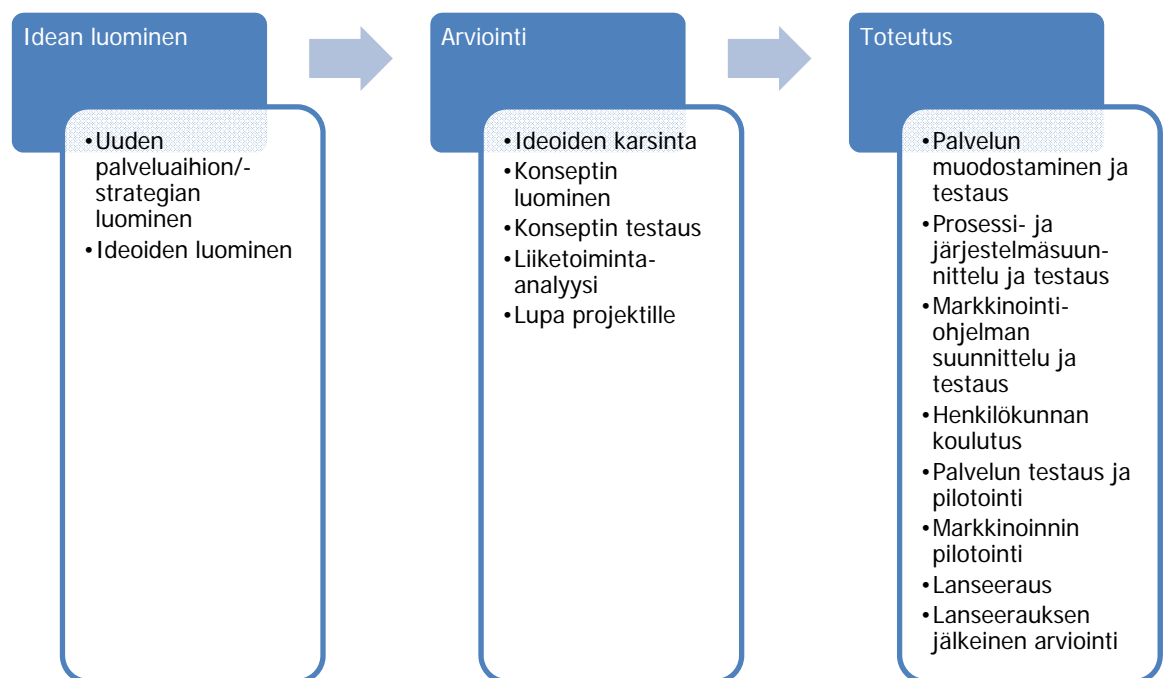 Idean luominen
•Uuden
palveluaihion/-
strategian
luominen
•Ideoiden luominen
Arviointi
•Ideoiden karsinta
•Konseptin
luominen
•Konseptin testaus
•Liiketoiminta-
analyysi
•Lupa projektille
Toteutus
•Palvelun
muodostaminen ja
testaus
•Prosessi- ja
järjestelmäsuun-
nittelu ja testaus
•Markkinointi-
ohjelman
suunnittelu ja
testaus
•Henkilökunnan
koulutus
•Palvelun testaus ja
pilotointi
•Markkinoinnin
pilotointi
•Lanseeraus
•Lanseerauksen
jälkeinen arviointi